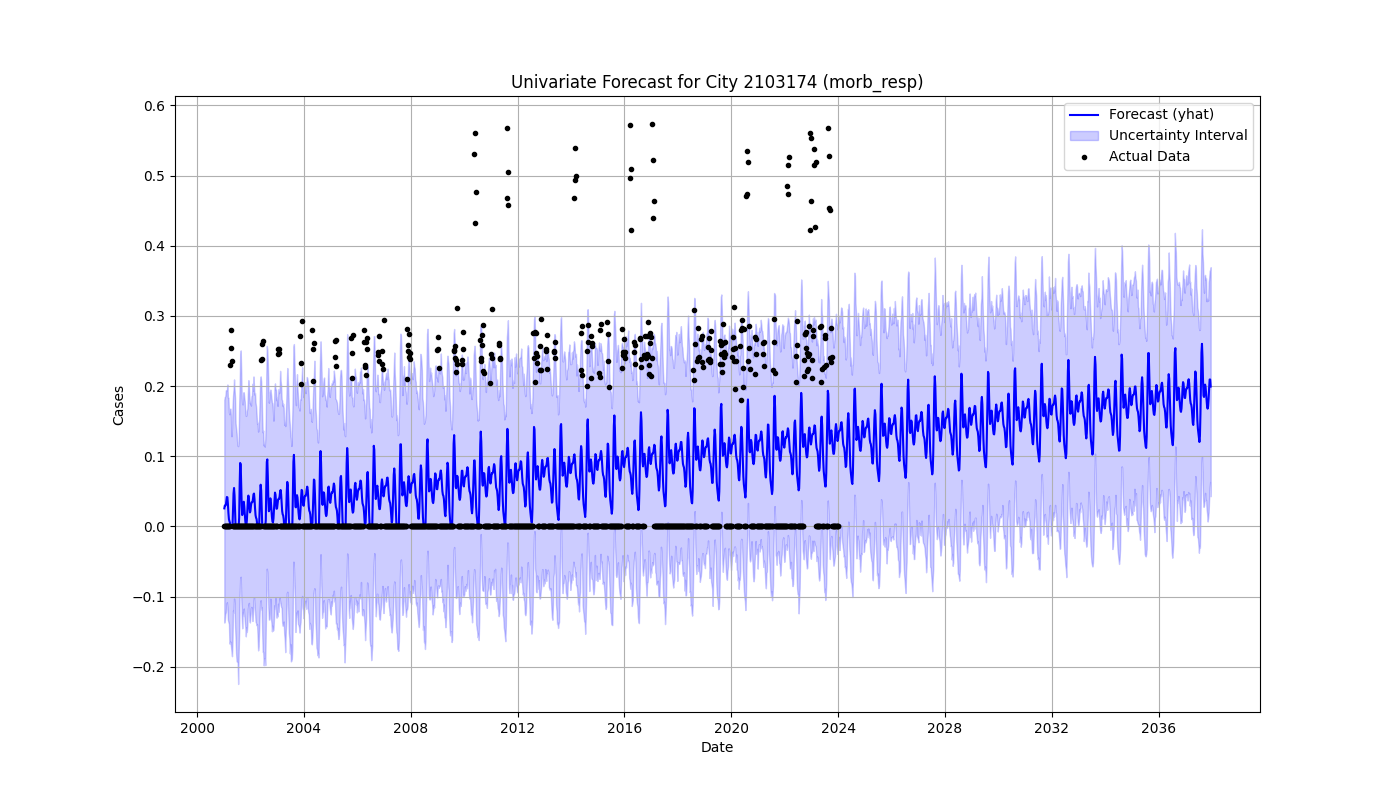 Univariate Forecast for City 2103174 (morb_resp)
Forecast (yhat)
Uncertainty Interval
Actual Data
Cases
0.6
0.5
0.4
0.3
0.2
0.1
0.0
−0.1
−0.2
2000 2004 2008 2012 2016 2020 2024 2028 2032 2036
Date